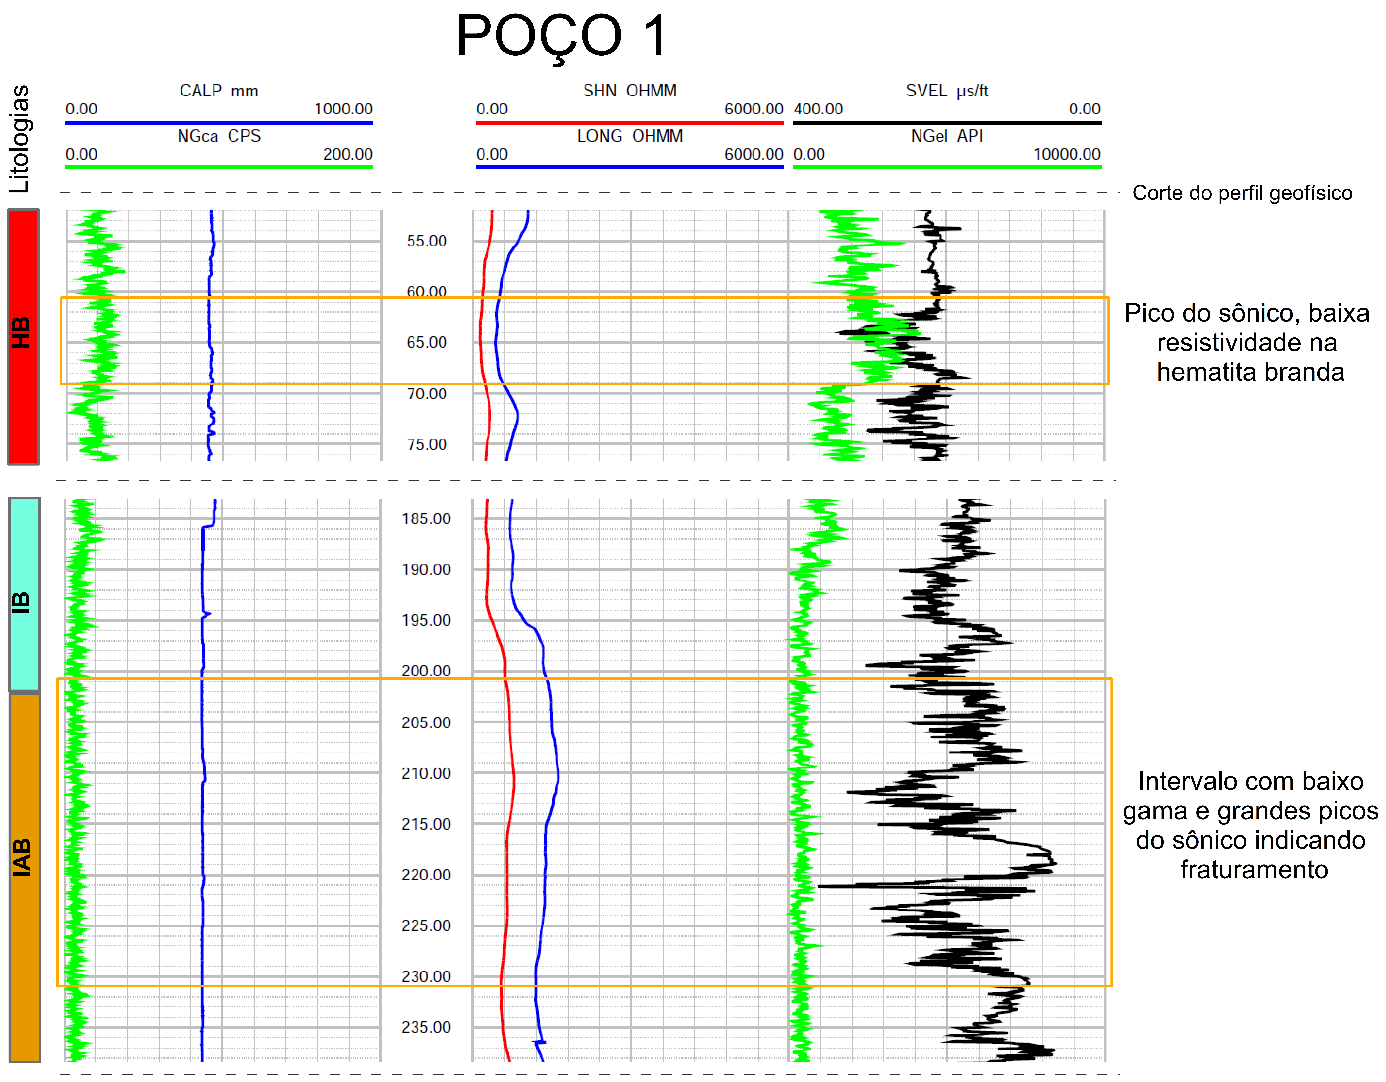 POÇO 1
Litologias
CALP mm
0.00 1000.00
NGca CPS
0.00 200.00
SHN OHMM
0.00 6000.00
LONG OHMM
0.00 6000.00
SVEL µs/ft
400.00 0.00
NGel API
0.00 10000.00
Corte do perfil geofísico
HB
55.00
60.00
65.00
70.00
75.00
Pico do sônico, baixa
resistividade na
hematita branda
IB
IAB
185.00
190.00
195.00
200.00
205.00
210.00
215.00
220.00
225.00
230.00
235.00
Intervalo com baixo
gama e grandes picos
do sônico indicando
fraturamento